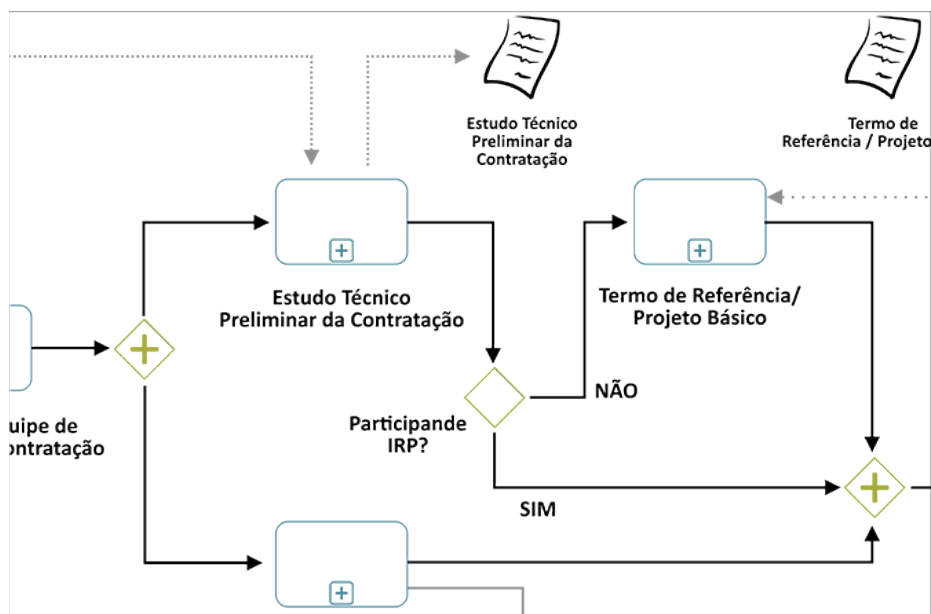 Estudo Técnico
Preliminar da
Contratação
Termo de
Referência / Projeto
Estudo Técnico
Preliminar da Contratação
Termo de Referência/
Projeto Básico
NÃO
Participande
IRP?
uipe de
ontratação
SIM